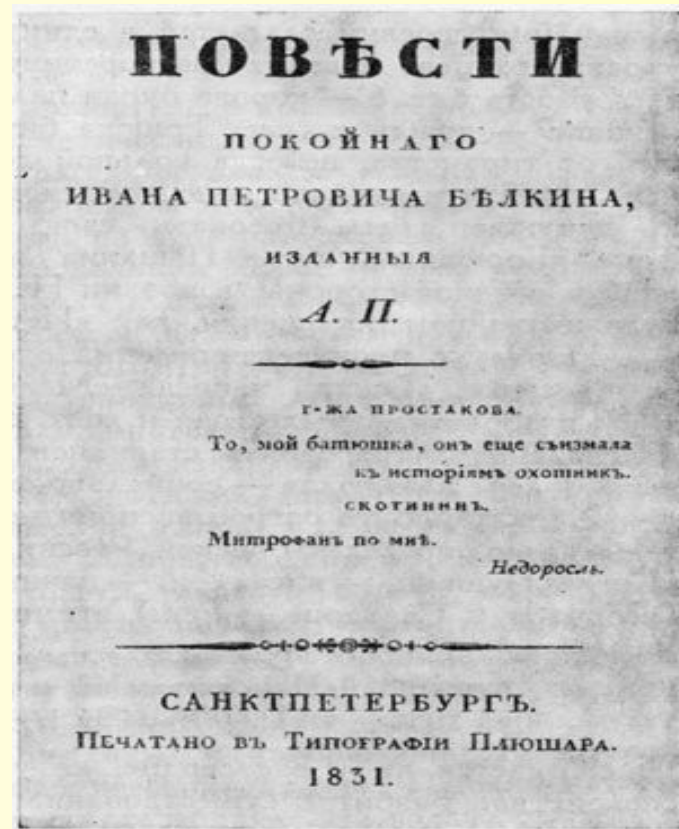 ПОВѢСТИ
ПОКОЙНАГО
ИВАНА ПЕТРОВИЧА БѢЛКИНА,
ИЗДАННЫЯ
А. П.
Г-ЖА ПРОСТАКОВА.
То, мой батюшка, онъ еще съизмала
къ исторіямъ охотникъ.
СКОТИНИНЪ.
Митрофанъ по мнѣ.
Недоросль.
САНКТПЕТЕРБУРГЪ.
Печатано въ Типографіи Плюшара.
1831.